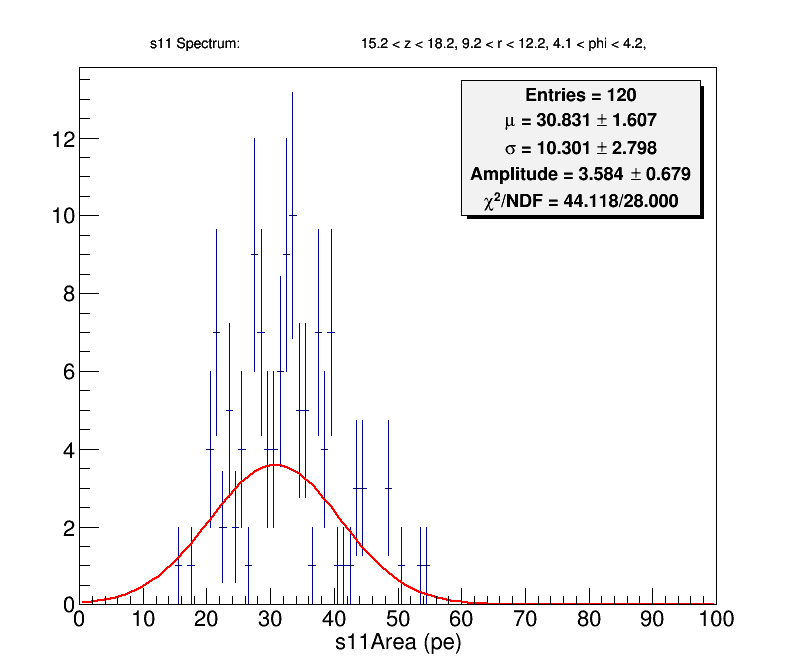 s11 Spectrum: 15.2 < z < 18.2, 9.2 < r < 12.2, 4.1 < phi < 4.2,
Entries = 120
μ = 30.831 ± 1.607
σ = 10.301 ± 2.798
Amplitude = 3.584 ± 0.679
χ²/NDF = 44.118/28.000
12
10
8
6
4
2
0
0 10 20 30 40 50 60 70 80 90 100
s11Area (pe)